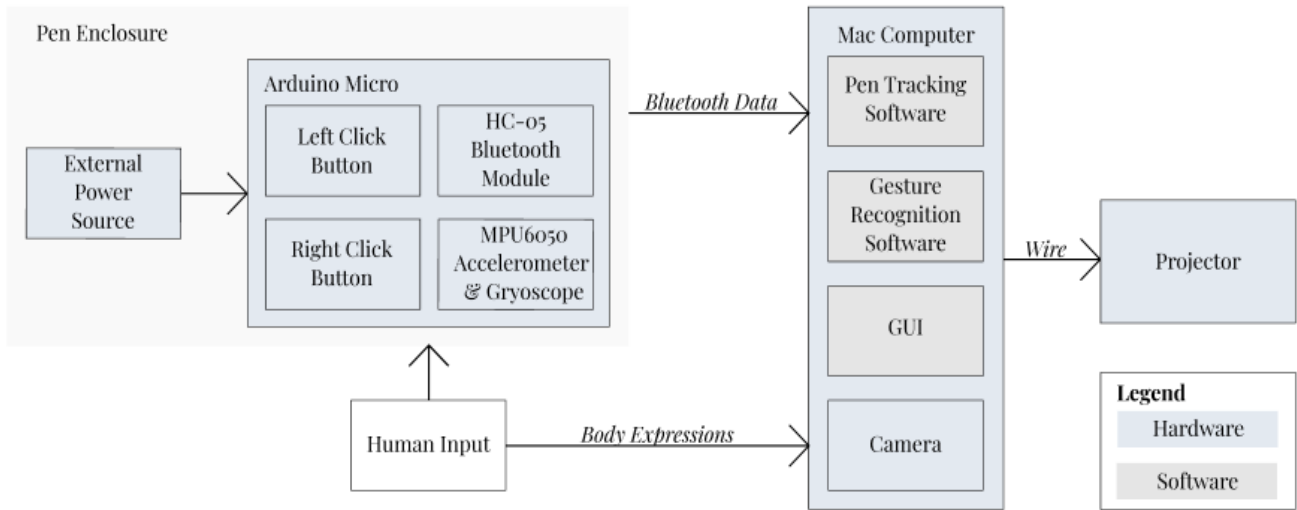 Pen Enclosure
External
Power
Source
Arduino Micro
Left Click
Button
HC-05
Bluetooth
Module
Right Click
Button
MPU6050
Accelerometer
& Gryoscope
Human Input
Bluetooth Data
Body Expressions
Mac Computer
Pen Tracking
Software
Gesture
Recognition
Software
GUI
Camera
Wire
Projector
Legend
Hardware
Software